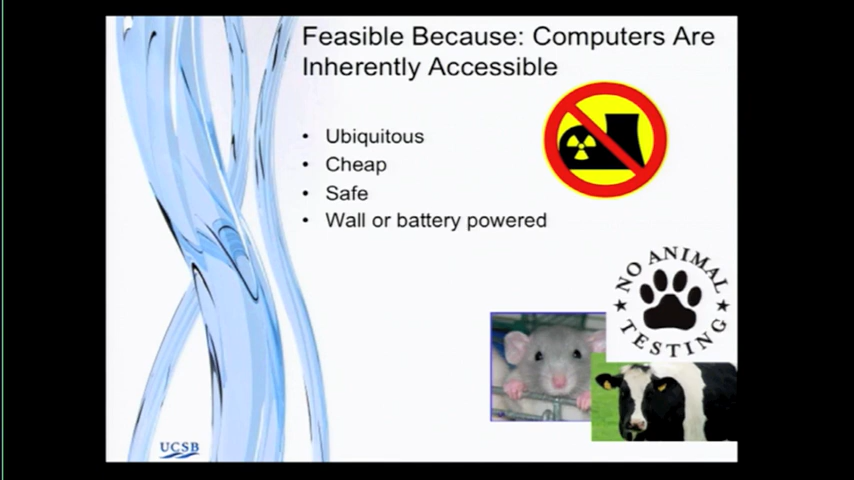 Feasible Because: Computers Are
Inherently Accessible
• Ubiquitous
• Cheap
• Safe
• Wall or battery powered
NO ANIMAL
TESTING
UCSB